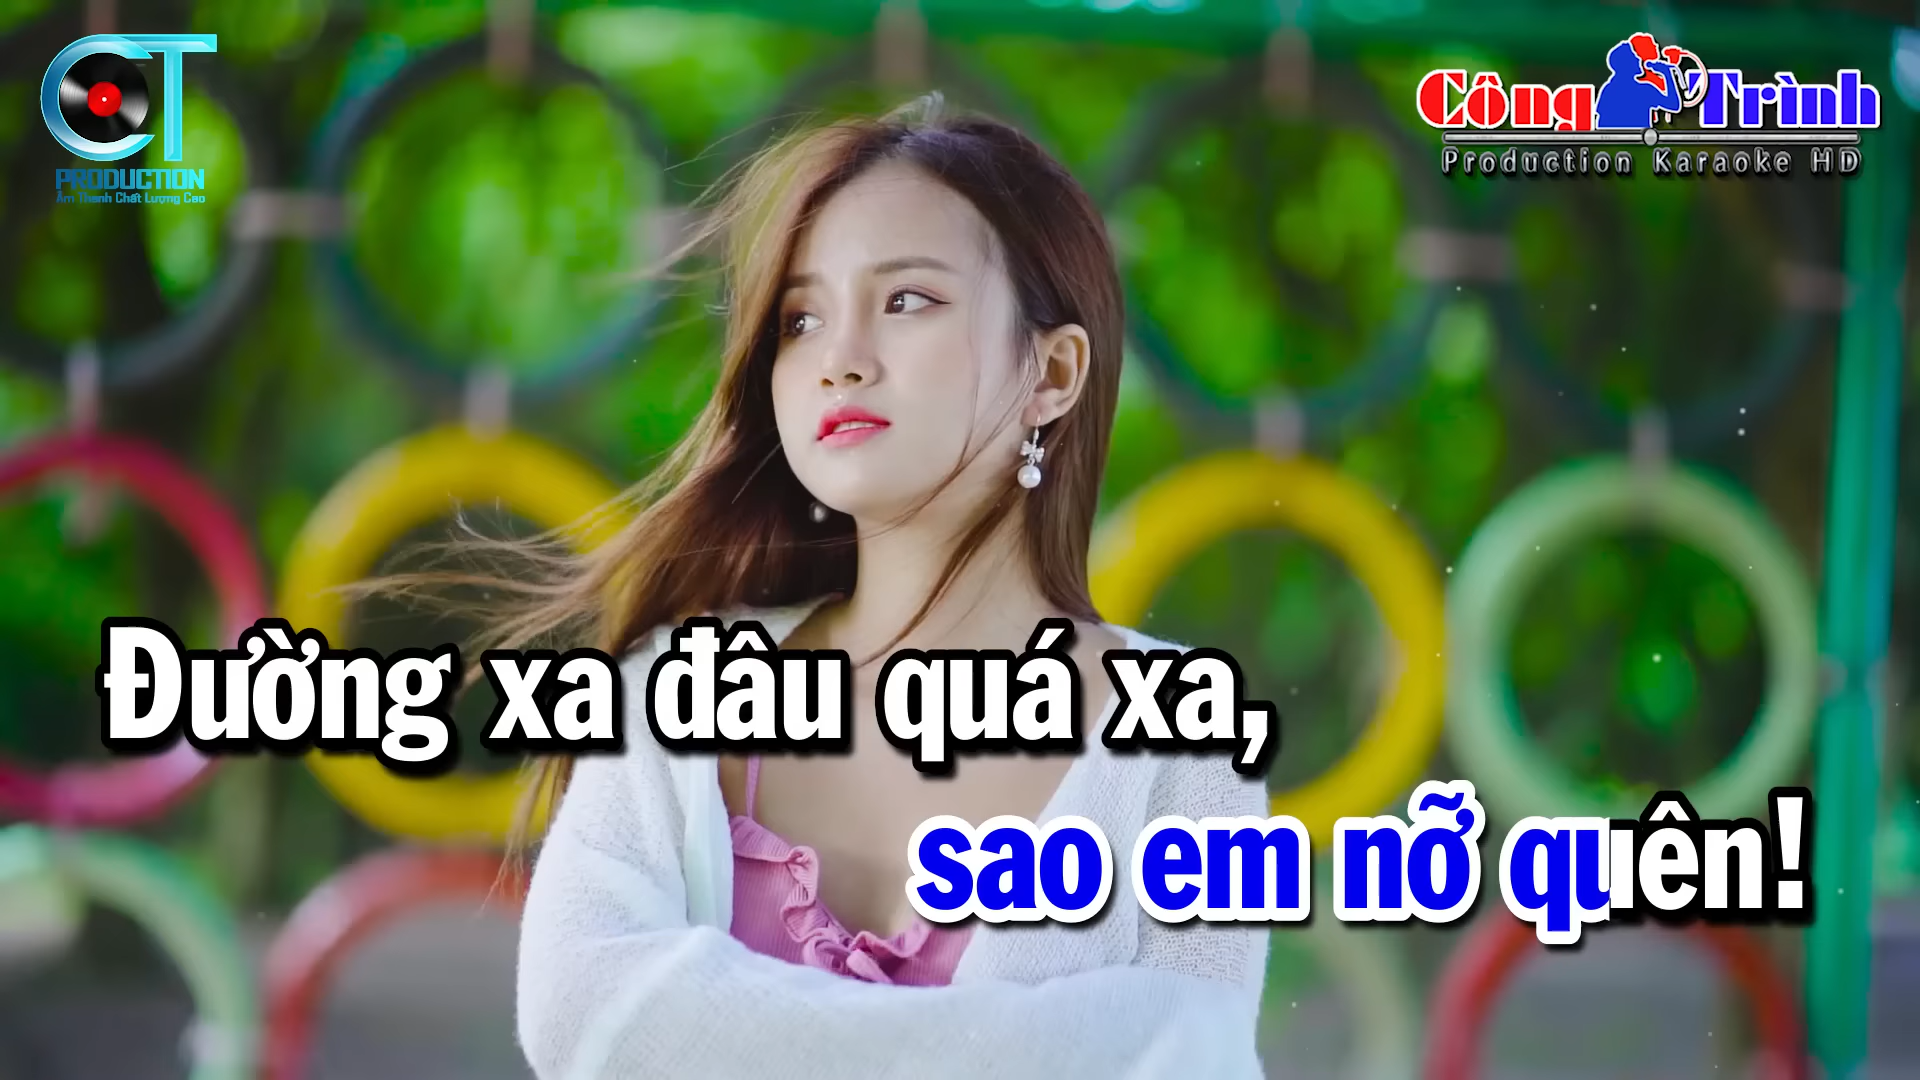 CT
PRODUCTION
Âm Thanh Chất Lượng Cao
Công Trình
Production Karaoke HD
Đường xa đâu quá xa,
sao em nỡ quên!